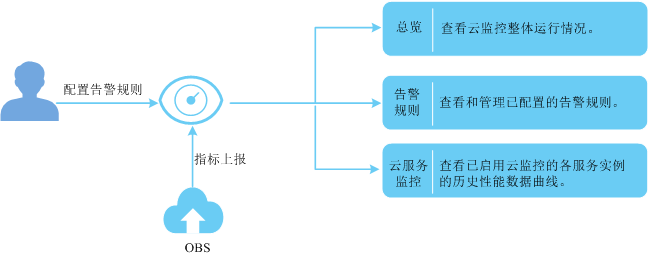 总览
查看云监控整体运行情况。
配置告警规则
告警
规则
查看和管理已配置的告警规则。
指标上报
云服务
监控
查看已启用云监控的各服务实例
的历史性能数据曲线。
OBS